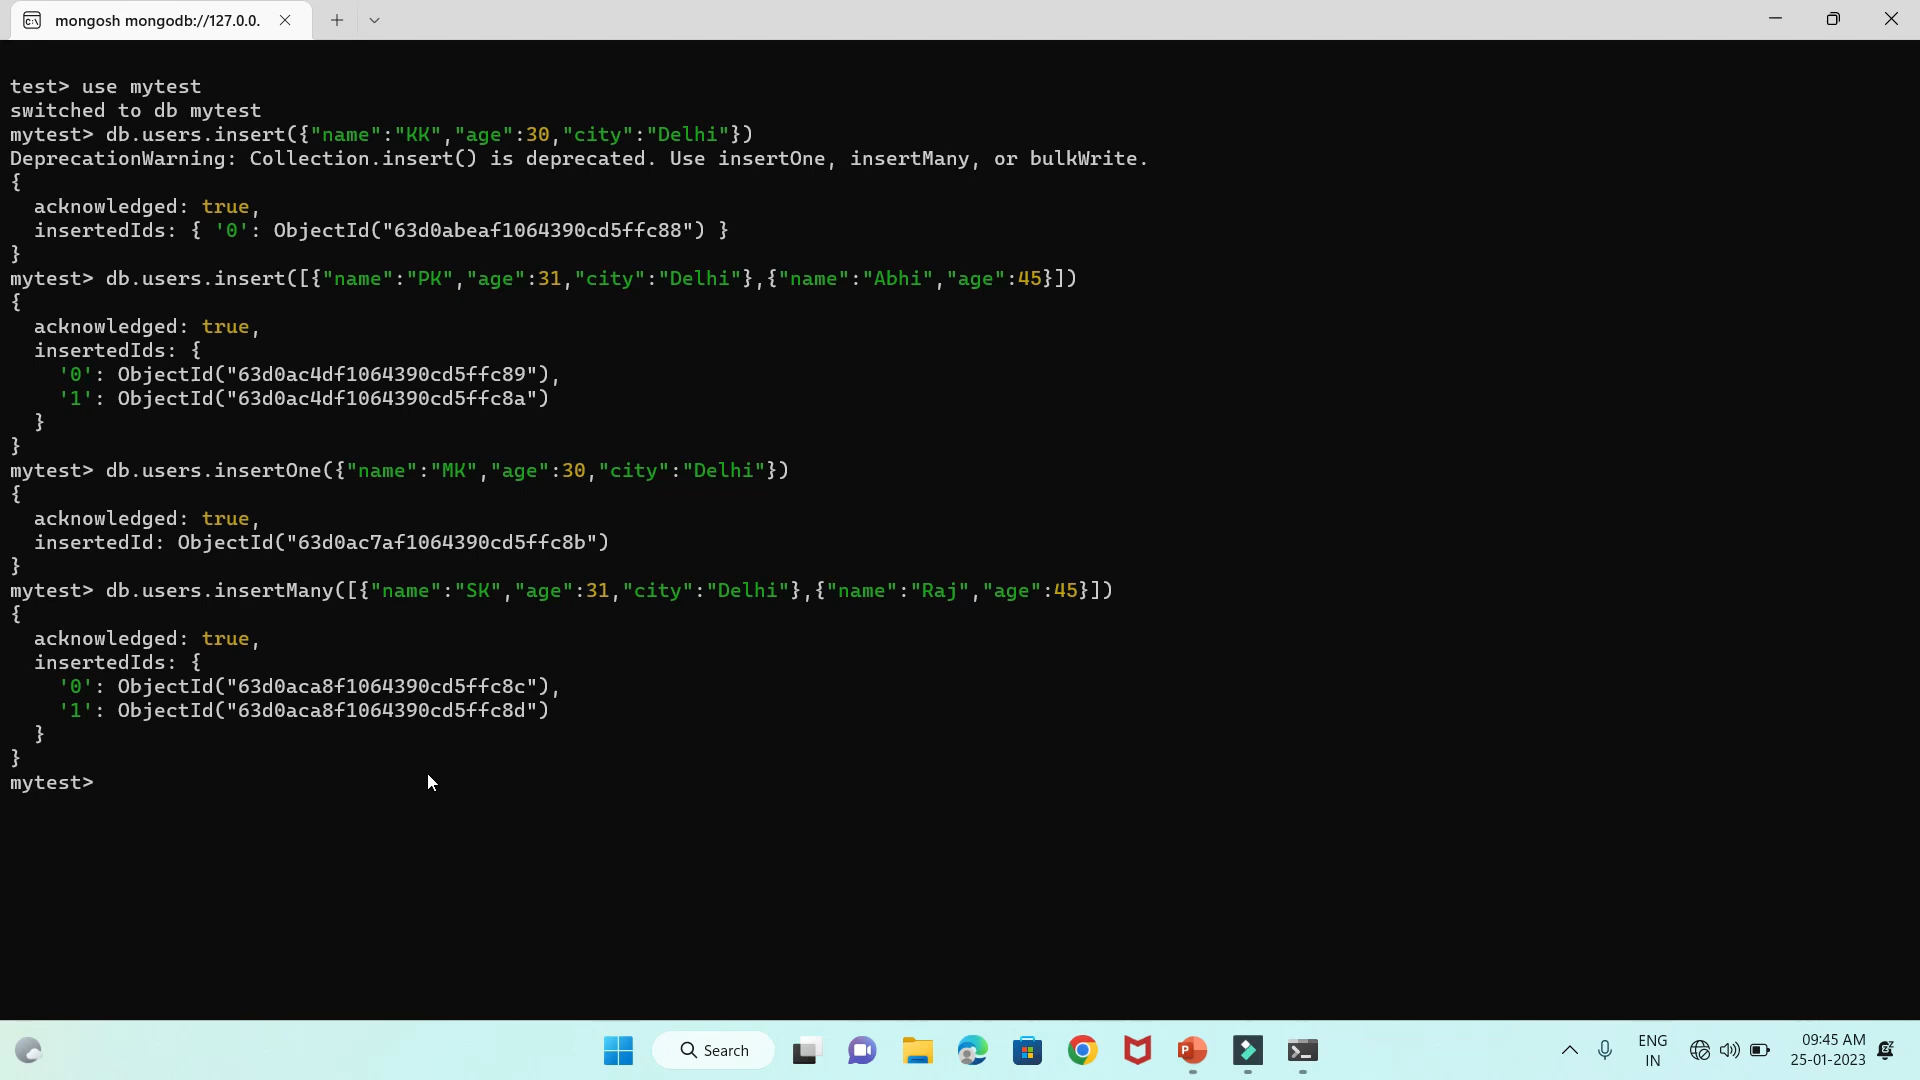 mongosh mongodb://127.0.0.
test> use mytest
switched to db mytest
mytest> db.users.insert({"name":"KK","age":30,"city":"Delhi"})
DeprecationWarning: Collection.insert() is deprecated. Use insertOne, insertMany, or bulkWrite.
{
  acknowledged: true,
  insertedIds: { '0': ObjectId("63d0abeaf1064390cd5ffc88") }
}
mytest> db.users.insert([{"name":"PK","age":31,"city":"Delhi"},{"name":"Abhi","age":45}])
{
  acknowledged: true,
  insertedIds: {
    '0': ObjectId("63d0ac4df1064390cd5ffc89"),
    '1': ObjectId("63d0ac4df1064390cd5ffc8a")
  }
}
mytest> db.users.insertOne({"name":"MK","age":30,"city":"Delhi"})
{
  acknowledged: true,
  insertedId: ObjectId("63d0ac7af1064390cd5ffc8b")
}
mytest> db.users.insertMany([{"name":"SK","age":31,"city":"Delhi"},{"name":"Raj","age":45}])
{
  acknowledged: true,
  insertedIds: {
    '0': ObjectId("63d0aca8f1064390cd5ffc8c"),
    '1': ObjectId("63d0aca8f1064390cd5ffc8d")
  }
}
mytest>
Search
ENG
IN
09:45 AM
25-01-2023